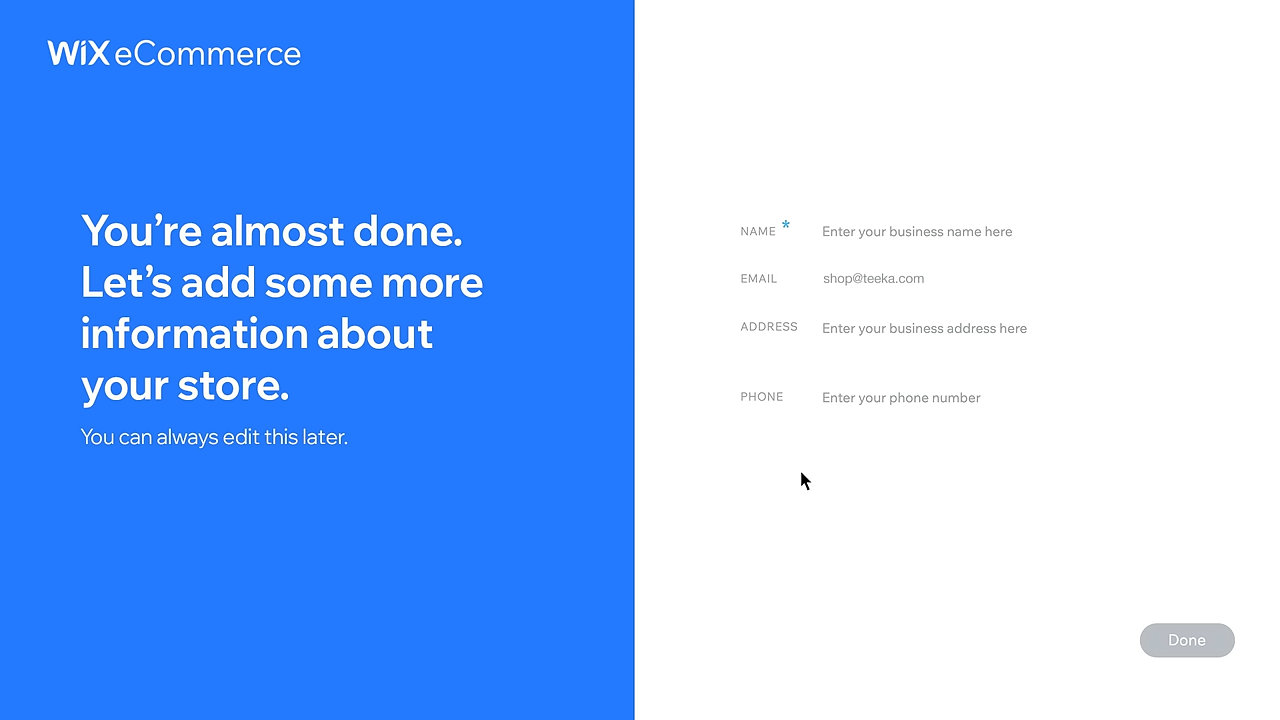 WiX eCommerce
You're almost done.
Let's add some more
information about
your store.
You can always edit this later.
NAME * Enter your business name here
EMAIL shop@teeka.com
ADDRESS Enter your business address here
PHONE Enter your phone number
Done